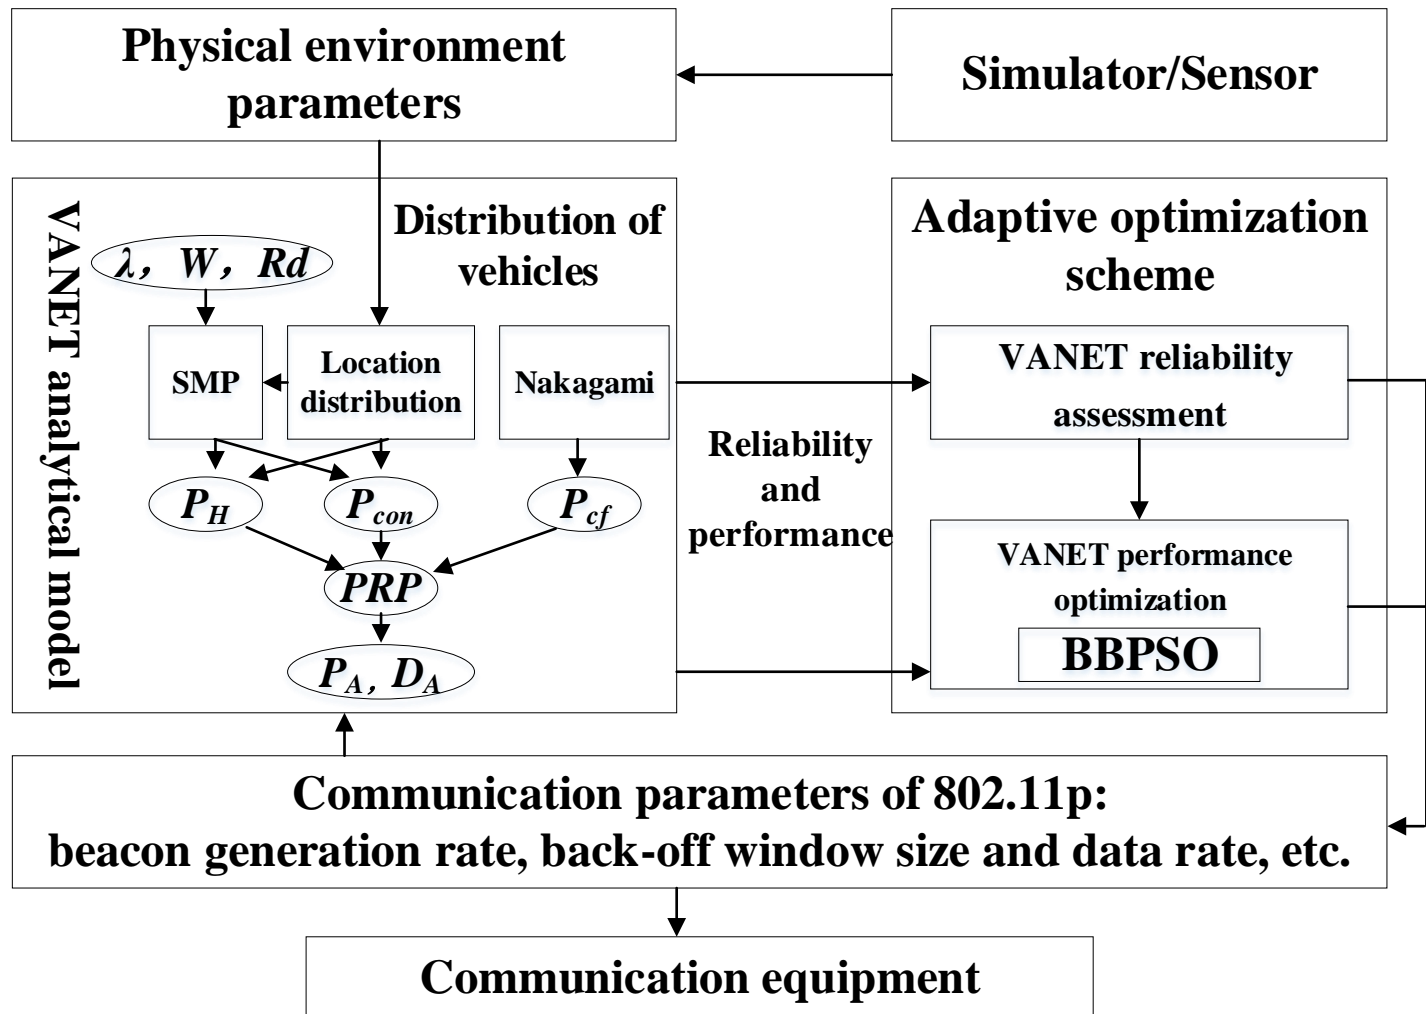 Physical environment
parameters
Simulator/Sensor
VANET analytical model
Distribution of
vehicles
λ， W， Rd
SMP
Location
distribution
Nakagami
P_H
P_con
P_cf
PRP
P_A, D_A
Reliability
and
performance
Adaptive optimization
scheme
VANET reliability
assessment
VANET performance
optimization
BBPSO
Communication parameters of 802.11p:
beacon generation rate, back-off window size and data rate, etc.
Communication equipment